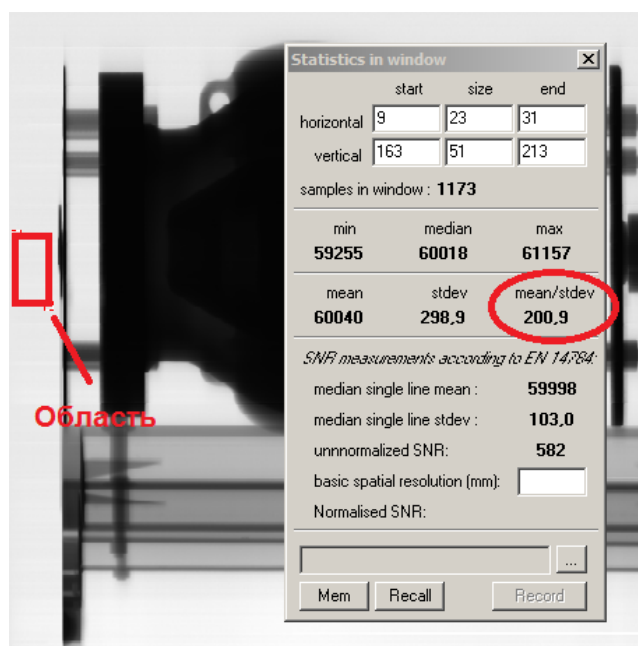 Statistics in window
start size end
horizontal 9 23 31
vertical 163 51 213
samples in window : 1173
min median max
59255 60018 61157
mean stdev mean/stdev
60040 298,9 200,9
SNR measurements according to EN 14784:
median single line mean : 59998
median single line stdev : 103,0
unnnormalized SNR: 582
basic spatial resolution (mm):
Normalised SNR:
...
Mem Recall Record
Область